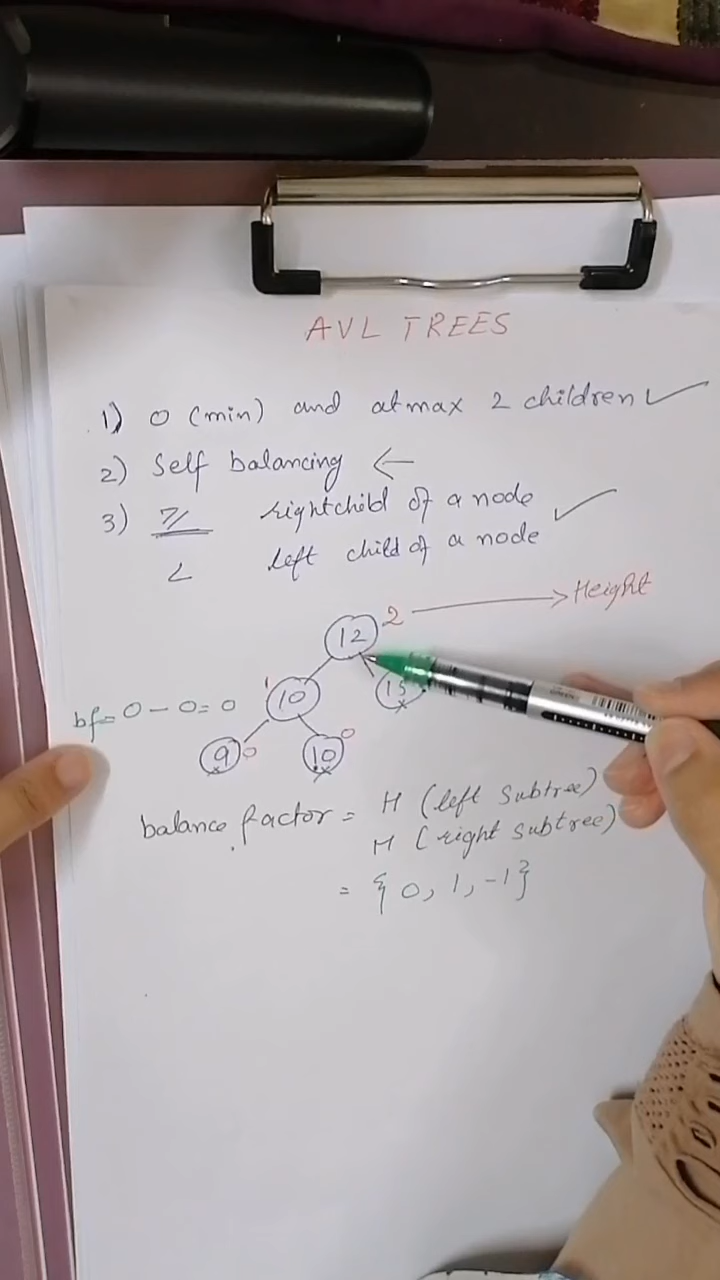 AVL TREES
1) 0 (min) and atmax 2 children ✓
2) Self balancing ←
3) >/ rightchild of a node ✓
< left child of a node
12 2 → Height
1 10 15
bf= 0 - 0 = 0
9 0 10 0
balance factor = H (left subtree)
H (right subtree)
= {0, 1, -1}